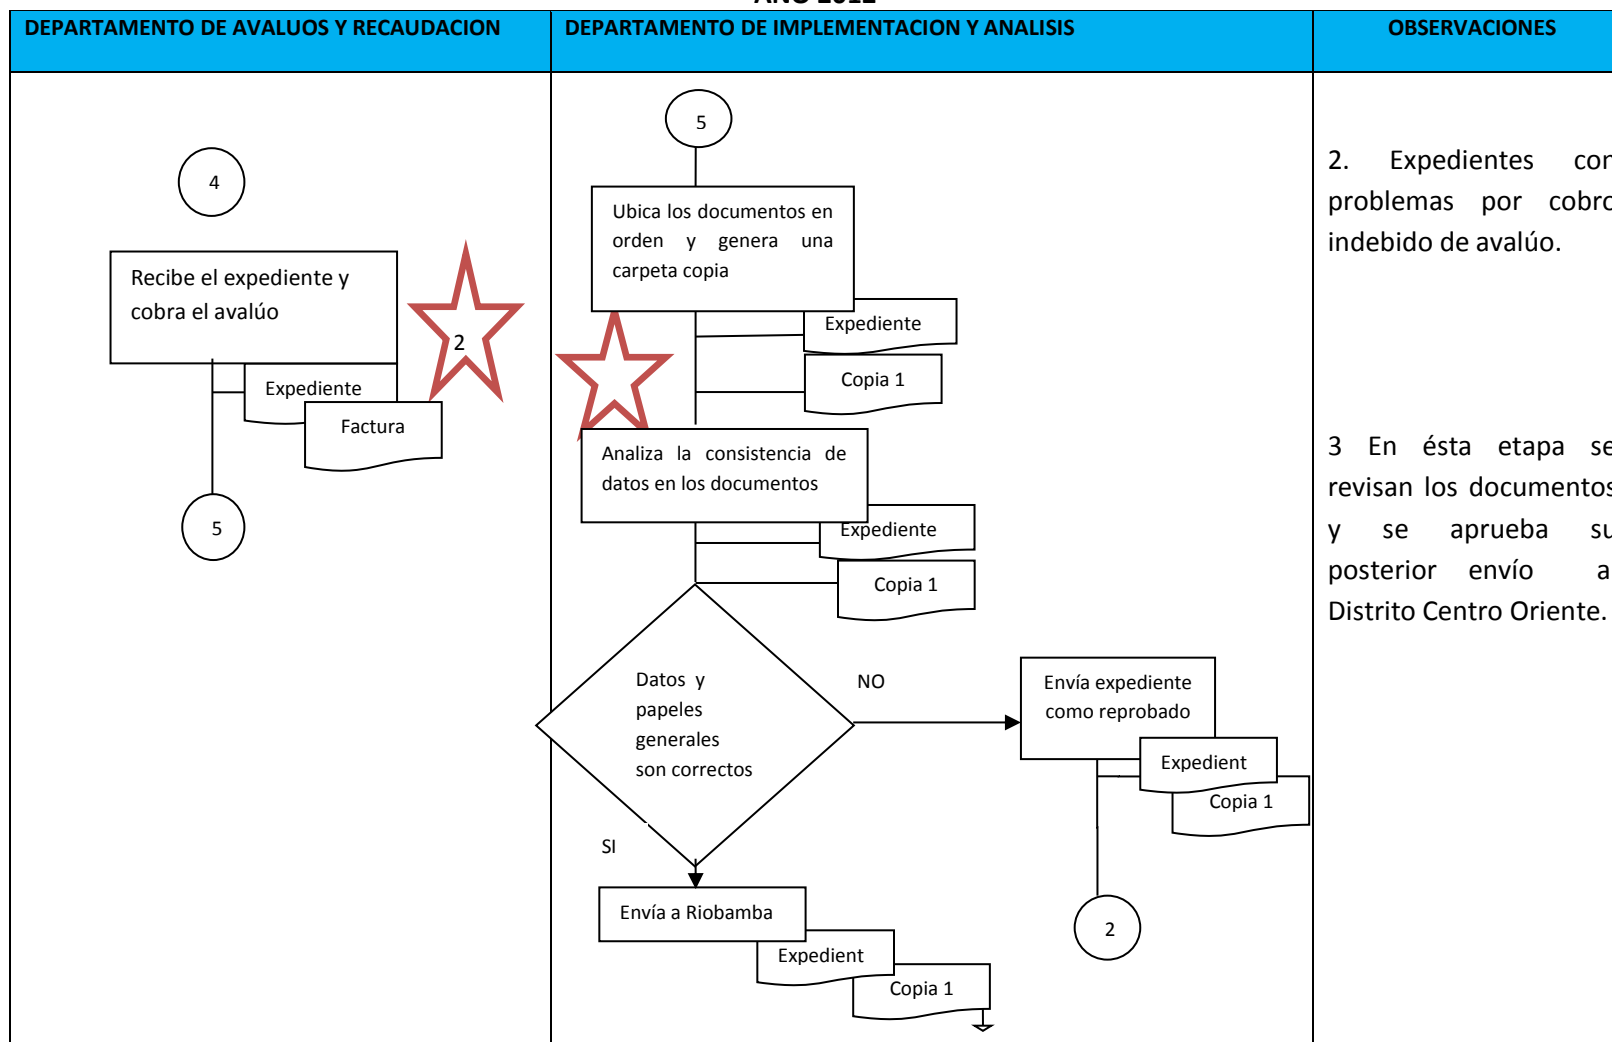 AÑO 2012
DEPARTAMENTO DE AVALUOS Y RECAUDACION
DEPARTAMENTO DE IMPLEMENTACION Y ANALISIS
OBSERVACIONES
4
Recibe el expediente y
cobra el avalúo
2
Expediente
Factura
5
5
Ubica los documentos en
orden y genera una
carpeta copia
Expediente
Copia 1
Analiza la consistencia de
datos en los documentos
Expediente
Copia 1
Datos y
papeles
generales
son correctos
NO
Envía expediente
como reprobado
Expedient
Copia 1
2
SI
Envía a Riobamba
Expedient
Copia 1
2. Expedientes con
problemas por cobro
indebido de avalúo.
3 En ésta etapa se
revisan los documentos
y se aprueba su
posterior envío a
Distrito Centro Oriente.